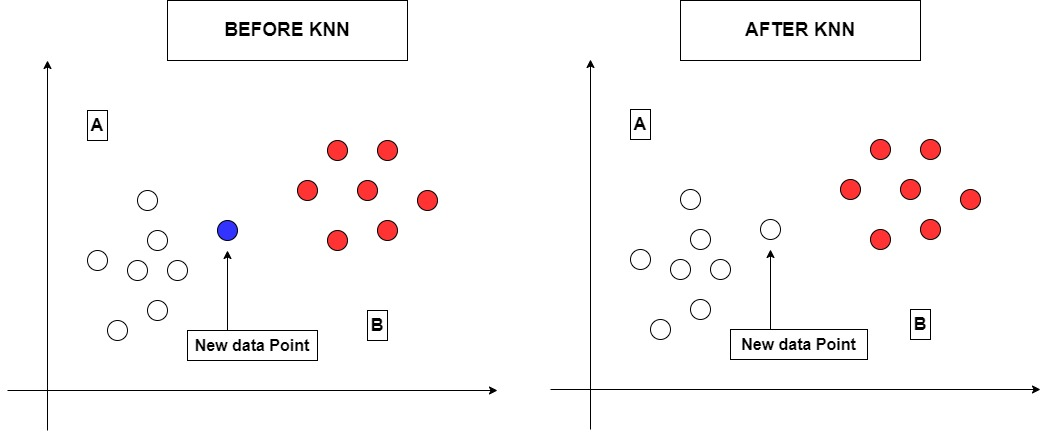 BEFORE KNN
A
B
New data Point
AFTER KNN
A
B
New data Point